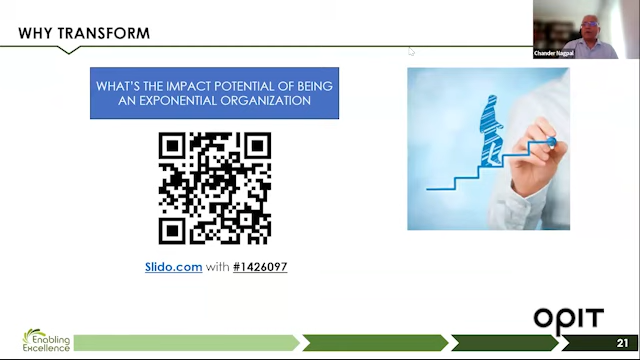 WHY TRANSFORM
Chander Nagpal
WHAT'S THE IMPACT POTENTIAL OF BEING
AN EXPONENTIAL ORGANIZATION
Slido.com with #1426097
OPIT
Enabling
Excellence
21